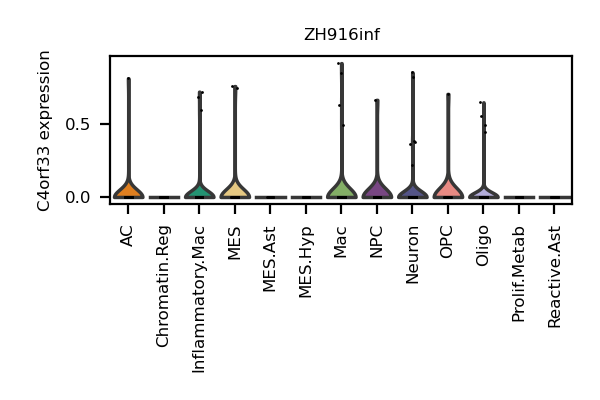 ZH916inf
C4orf33 expression
0.5
0.0
AC
Chromatin.Reg
Inflammatory.Mac
MES
MES.Ast
MES.Hyp
Mac
NPC
Neuron
OPC
Oligo
Prolif.Metab
Reactive.Ast